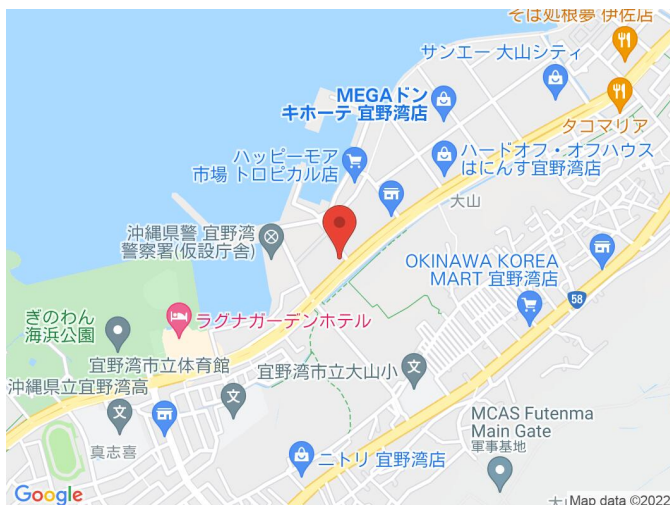 そば処根夢 伊佐店
サンエー 大山シティ
MEGAドン
キホーテ 宜野湾店
タコマリア
ハッピーモア
市場 トロピカル店
ハードオフ・オフハウス
はにんす宜野湾店
大山
沖縄県警 宜野湾
警察署(仮設庁舎)
OKINAWA KOREA
MART 宜野湾店
58
ぎのわん
海浜公園
ラグナガーデンホテル
宜野湾市立体育館
宜野湾市立大山小
沖縄県立宜野湾高
MCAS Futenma
Main Gate
軍事基地
真志喜
ニトリ 宜野湾店
Google
Map data ©2022